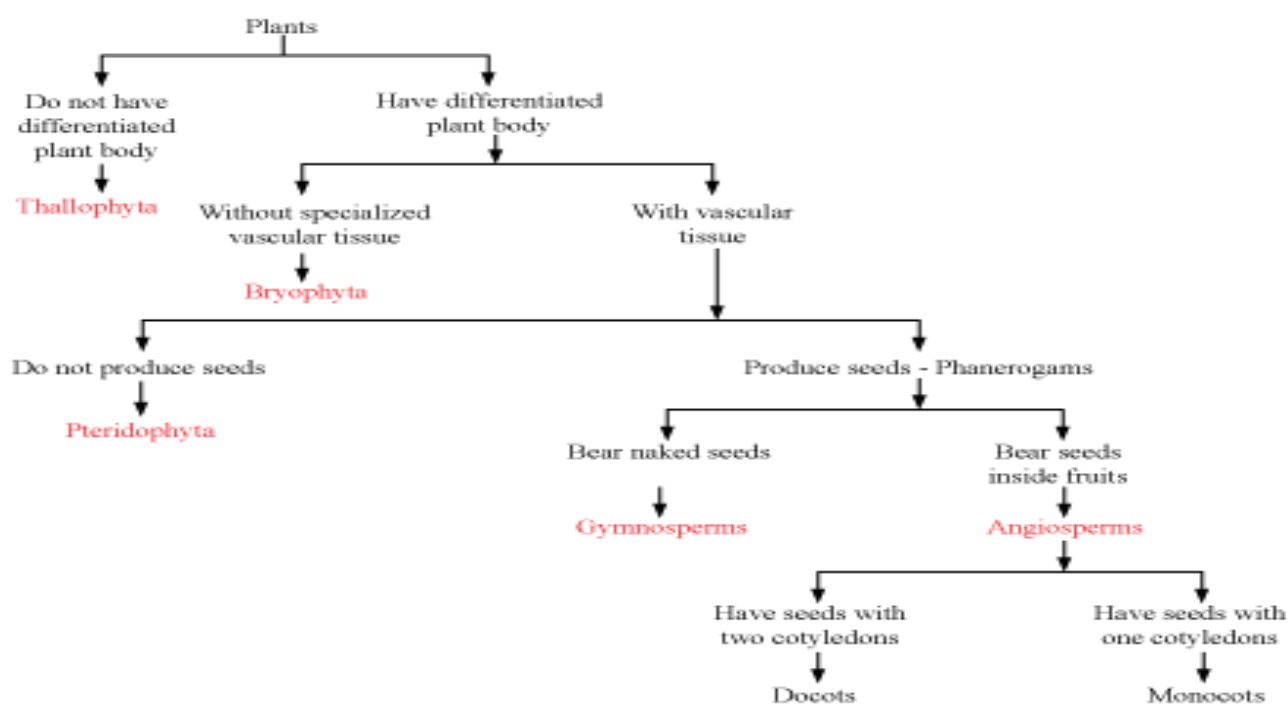 Plants
Do not have
differentiated
plant body
Have differentiated
plant body
Thallophyta
Without specialized
vascular tissue
With vascular
tissue
Bryophyta
Do not produce seeds
Produce seeds - Phanerogams
Pteridophyta
Bear naked seeds
Bear seeds
inside fruits
Gymnosperms
Angiosperms
Have seeds with
two cotyledons
Have seeds with
one cotyledons
Docots
Monocots